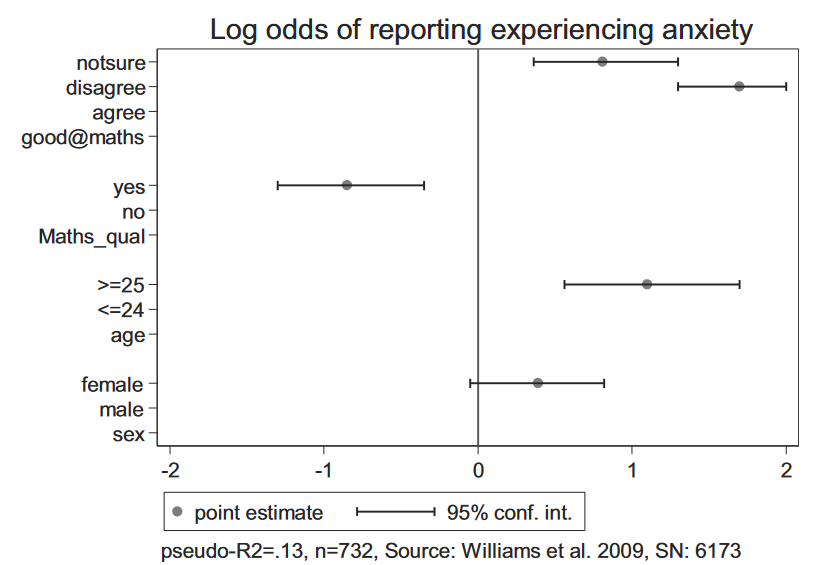 Log odds of reporting experiencing anxiety
notsure
disagree
agree
good@maths
yes
no
Maths_qual
>=25
<=24
age
female
male
sex
-2 -1 0 1 2
point estimate 95% conf. int.
pseudo-R2=.13, n=732, Source: Williams et al. 2009, SN: 6173